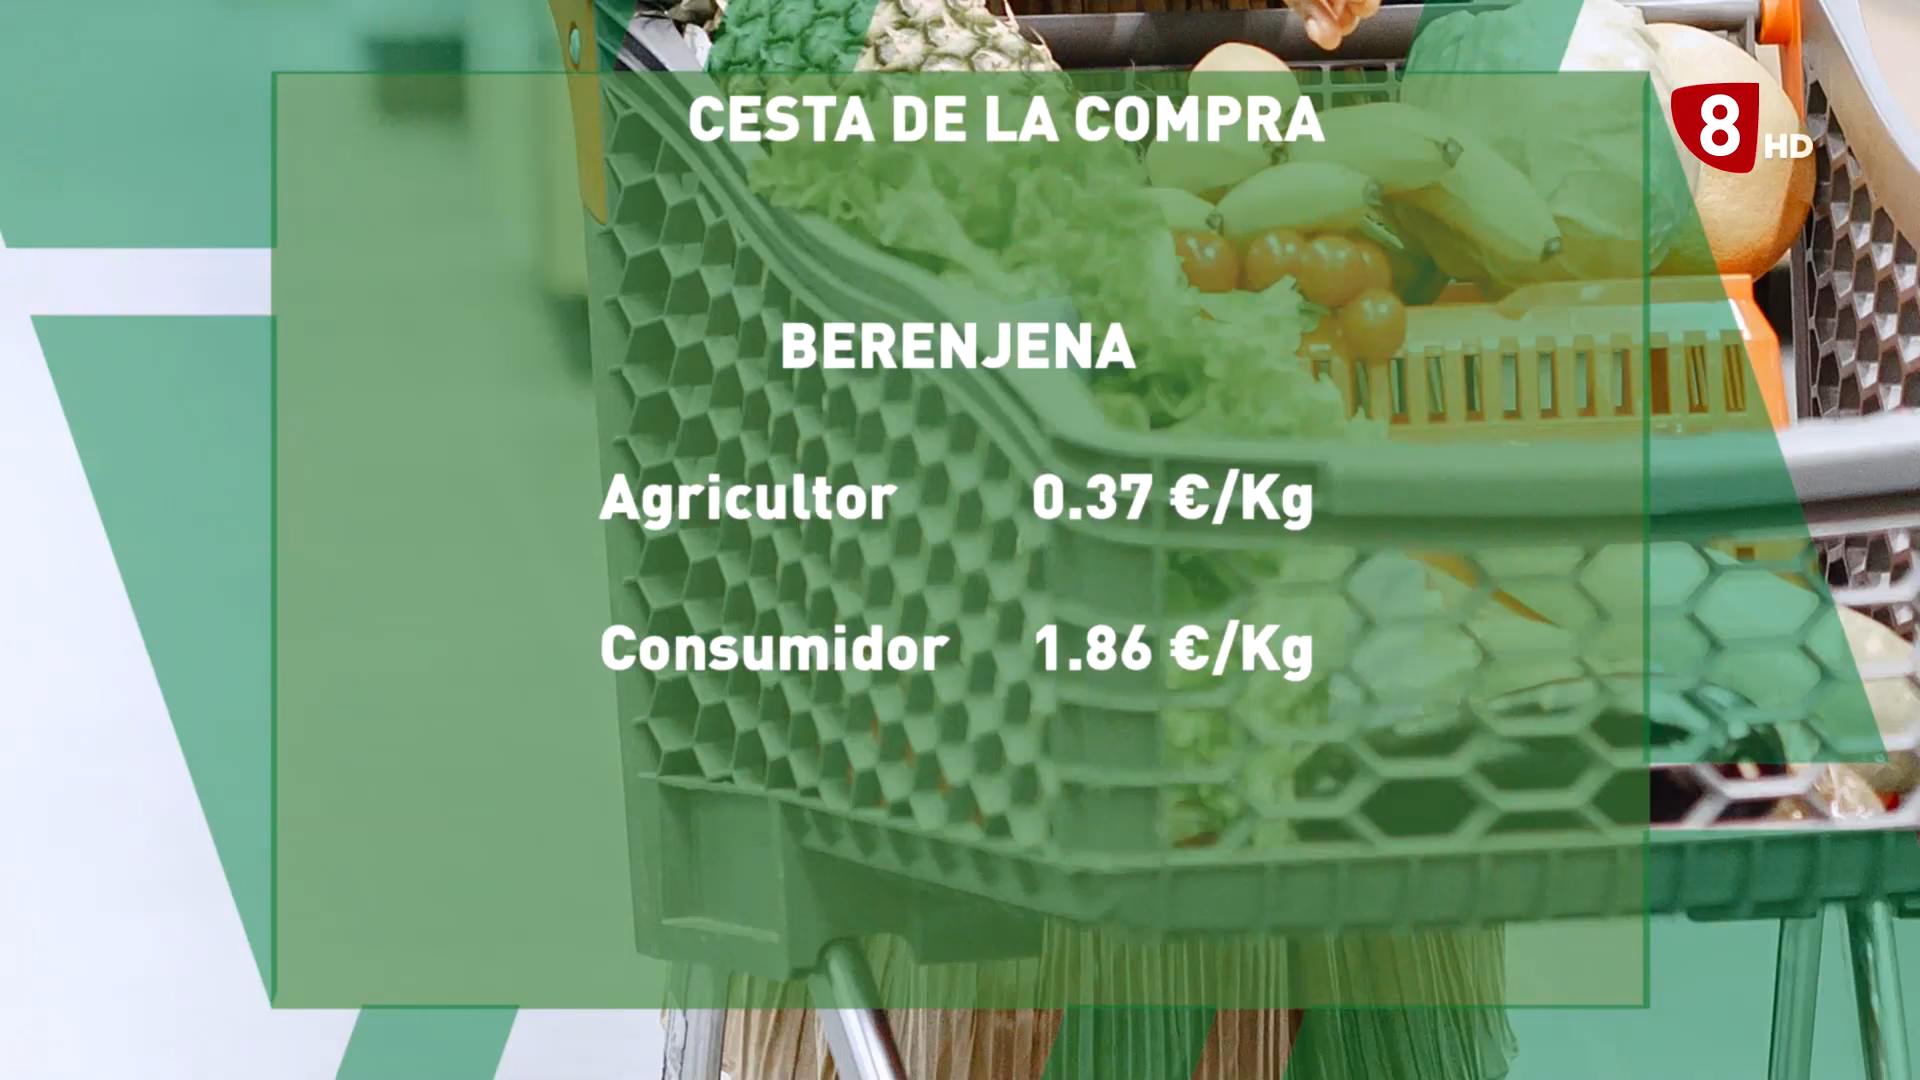 CESTA DE LA COMPRA
8 HD
BERENJENA
Agricultor 0.37 €/Kg
Consumidor 1.86 €/Kg